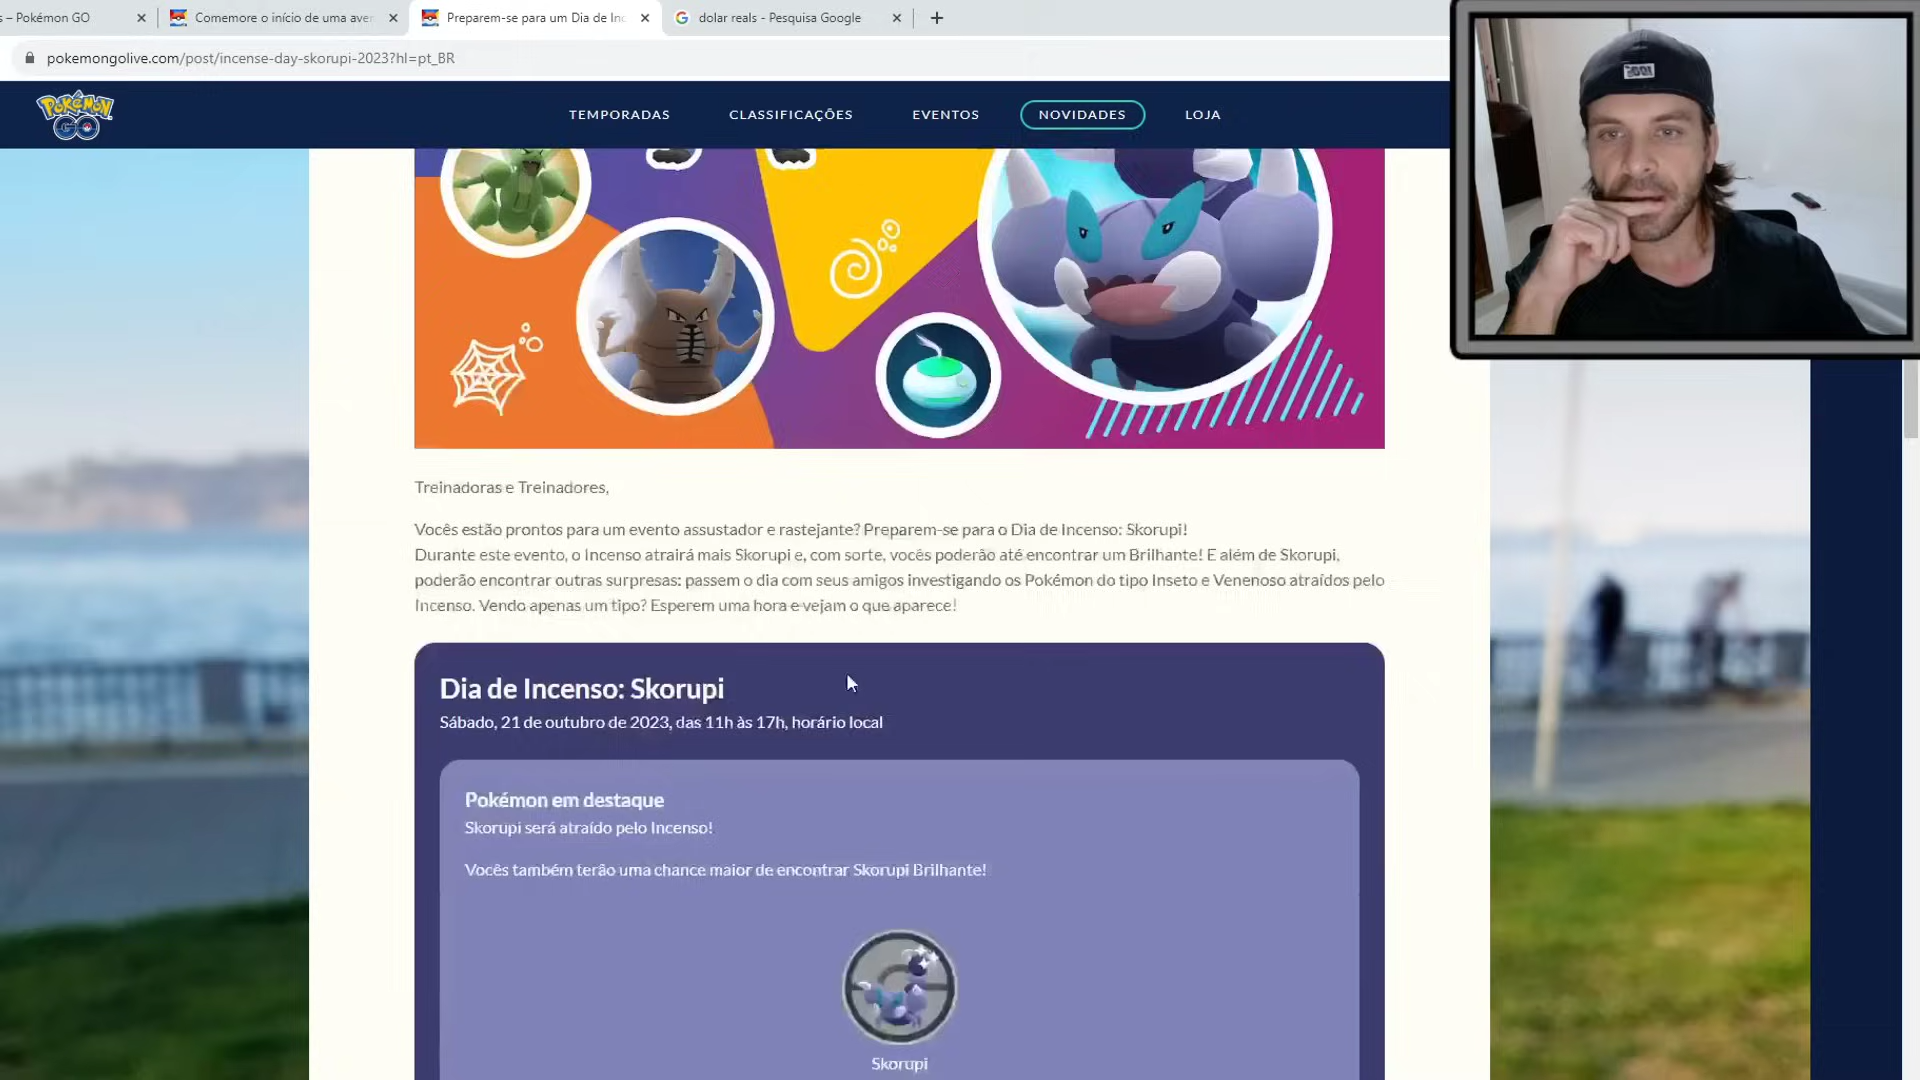 s – Pokémon GO
Comemore o início de uma aver
Preparem-se para um Dia de Inc
dolar reals - Pesquisa Google
pokemongolive.com/post/incense-day-skorupi-2023?hl=pt_BR
POKéMON GO
TEMPORADAS
CLASSIFICAÇÕES
EVENTOS
NOVIDADES
LOJA
Treinadoras e Treinadores,
Vocês estão prontos para um evento assustador e rastejante? Preparem-se para o Dia de Incenso: Skorupi!
Durante este evento, o Incenso atrairá mais Skorupi e, com sorte, vocês poderão até encontrar um Brilhante! E além de Skorupi,
poderão encontrar outras surpresas: passem o dia com seus amigos investigando os Pokémon do tipo Inseto e Venenoso atraídos pelo
Incenso. Vendo apenas um tipo? Esperem uma hora e vejam o que aparece!
Dia de Incenso: Skorupi
Sábado, 21 de outubro de 2023, das 11h às 17h, horário local
Pokémon em destaque
Skorupi será atraído pelo Incenso!
Vocês também terão uma chance maior de encontrar Skorupi Brilhante!
Skorupi